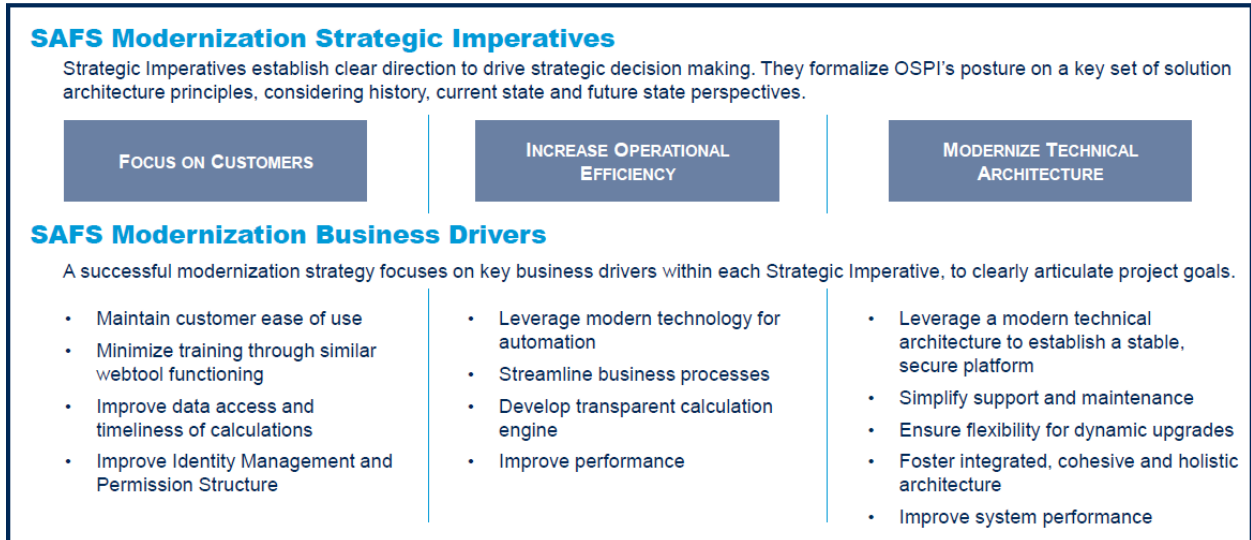 SAFS Modernization Strategic Imperatives
Strategic Imperatives establish clear direction to drive strategic decision making. They formalize OSPI's posture on a key set of solution
architecture principles, considering history, current state and future state perspectives.
FOCUS ON CUSTOMERS
INCREASE OPERATIONAL
EFFICIENCY
MODERNIZE TECHNICAL
ARCHITECTURE
SAFS Modernization Business Drivers
A successful modernization strategy focuses on key business drivers within each Strategic Imperative, to clearly articulate project goals.
• Maintain customer ease of use
• Minimize training through similar
webtool functioning
• Improve data access and
timeliness of calculations
• Improve Identity Management and
Permission Structure
• Leverage modern technology for
automation
• Streamline business processes
• Develop transparent calculation
engine
• Improve performance
• Leverage a modern technical
architecture to establish a stable,
secure platform
• Simplify support and maintenance
• Ensure flexibility for dynamic upgrades
• Foster integrated, cohesive and holistic
architecture
• Improve system performance